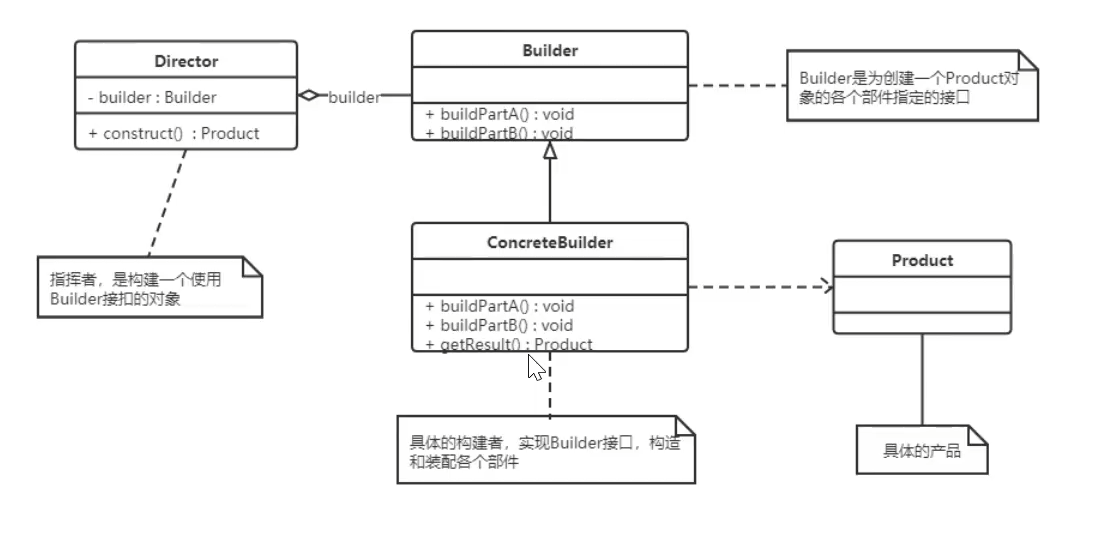 Director
- builder : Builder
+ construct() : Product
builder
Builder
+ buildPartA() : void
+ buildPartB() : void
Builder是为创建一个Product对
象的各个部件指定的接口
指挥者，是构建一个使用
Builder接扣的对象
ConcreteBuilder
+ buildPartA() : void
+ buildPartB() : void
+ getResult() : Product
Product
具体的构建者，实现Builder接口，构造
和装配各个部件
具体的产品